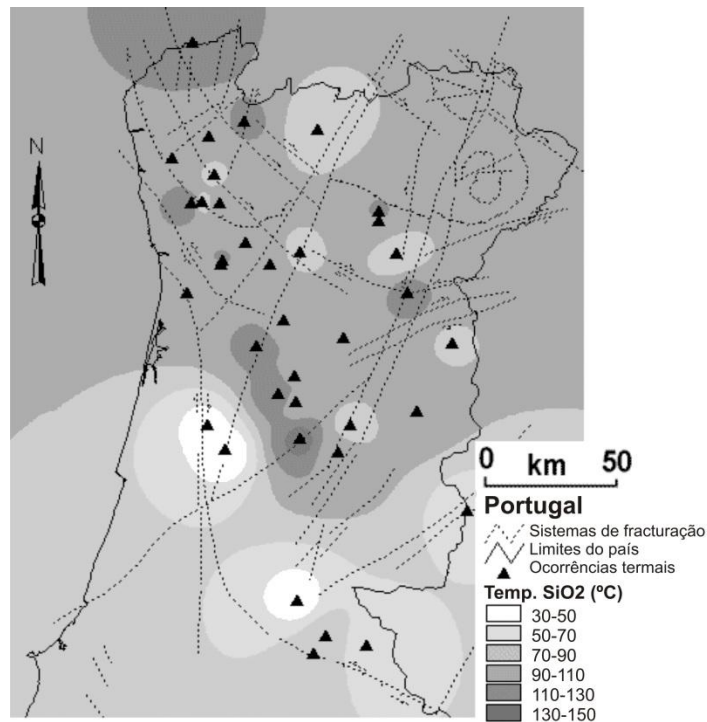 N
0 km 50
Portugal
Sistemas de fracturação
Limites do país
Ocorrências termais
Temp. SiO2 (ºC)
30-50
50-70
70-90
90-110
110-130
130-150